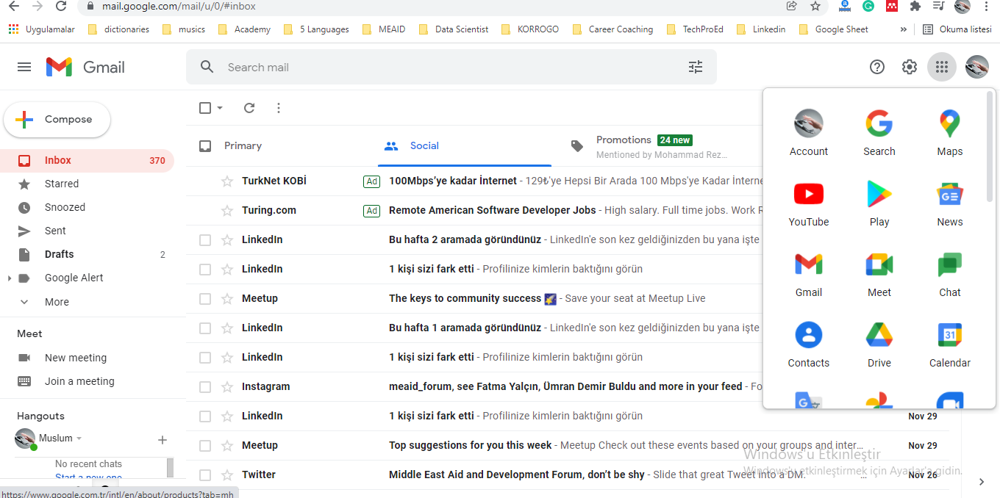 mail.google.com/mail/u/0/#inbox
Uygulamalar dictionaries musics Academy 5 Languages MEAID Data Scientist KORROGO Career Coaching TechProEd Linkedin Google Sheet » Okuma listesi
Gmail Search mail
Compose
Inbox 370
Starred
Snoozed
Sent
Drafts 2
Google Alert
More
Meet
New meeting
Join a meeting
Hangouts
Muslum
No recent chats
Start a new one
Primary Social Promotions 24 new
Mentioned by Mohammad Rez…
TurkNet KOBİ Ad 100Mbps'ye kadar İnternet - 129₺'ye Hepsi Bir Arada 100 Mbps'ye Kadar İnterne
Turing.com Ad Remote American Software Developer Jobs - High salary. Full time jobs. Work R
LinkedIn Bu hafta 2 aramada göründünüz - LinkedIn'e son kez geldiğinizden bu yana işte
LinkedIn 1 kişi sizi fark etti - Profilinize kimlerin baktığını görün
Meetup The keys to community success 🌠 - Save your seat at Meetup Live
LinkedIn Bu hafta 1 aramada göründünüz - LinkedIn'e son kez geldiğinizden bu yana işte
LinkedIn 1 kişi sizi fark etti - Profilinize kimlerin baktığını görün
Instagram meaid_forum, see Fatma Yalçın, Ümran Demir Buldu and more in your feed - Fo
LinkedIn 1 kişi sizi fark etti - Profilinize kimlerin baktığını görün Nov 29
Meetup Top suggestions for you this week - Meetup Check out these events based on your groups and inter… Nov 29
Twitter Middle East Aid and Development Forum, don't be shy - Slide that great Tweet into a DM. … Nov 26
Account Search Maps
YouTube Play News
Gmail Meet Chat
Contacts Drive Calendar
31
Windows'u Etkinleştir
Windows'u etkinleştirmek için Ayarlar'a gidin.
https://www.google.com.tr/intl/en/about/products?tab=mh